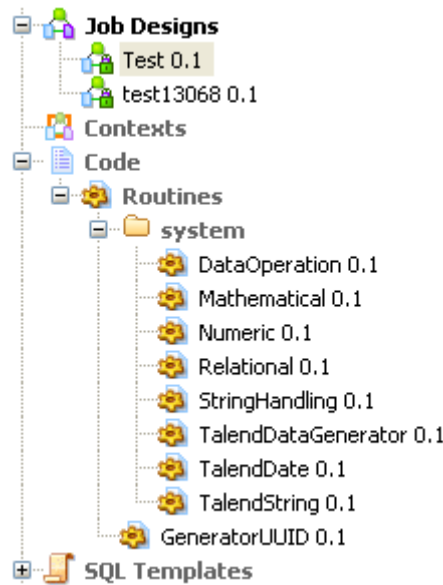 Job Designs
Test 0.1
test13068 0.1
Contexts
Code
Routines
system
DataOperation 0.1
Mathematical 0.1
Numeric 0.1
Relational 0.1
StringHandling 0.1
TalendDataGenerator 0.1
TalendDate 0.1
TalendString 0.1
GeneratorUUID 0.1
SQL Templates